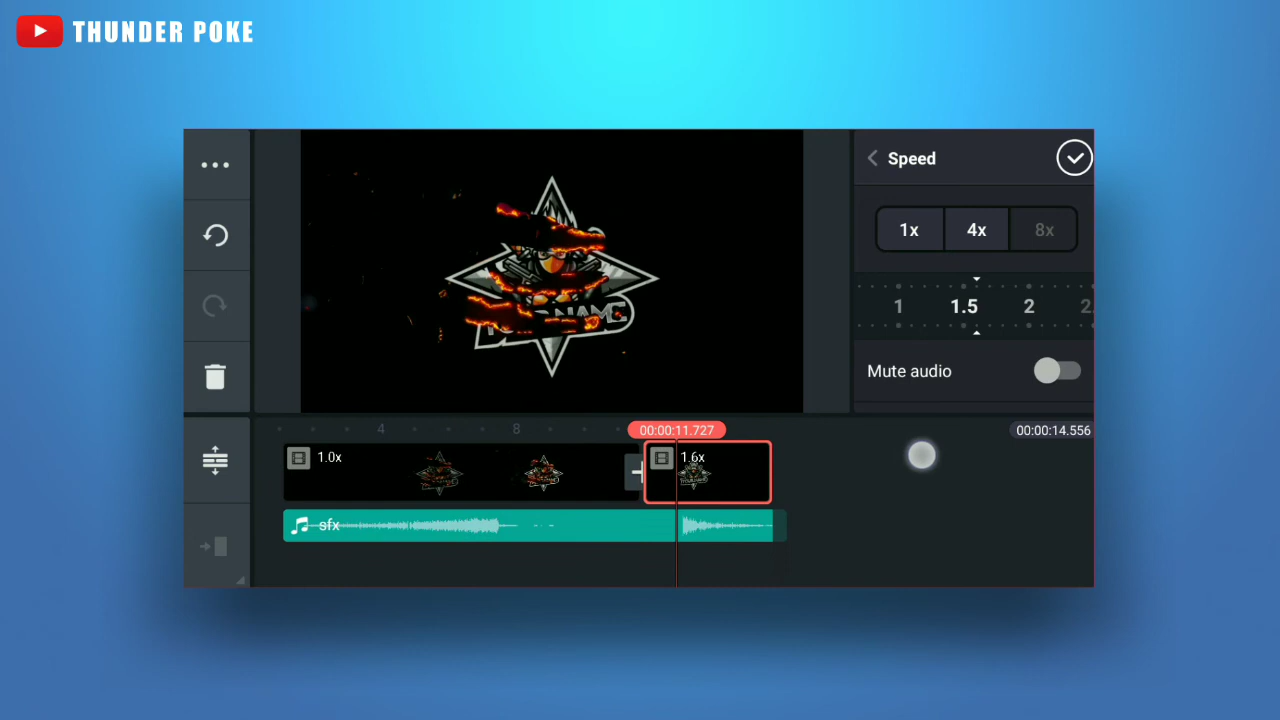 THUNDER POKE
Speed
1x 4x 8x
1 1.5 2 2.
Mute audio
4 8 00:00:11.727 00:00:14.556
1.0x 1.6x
sfx